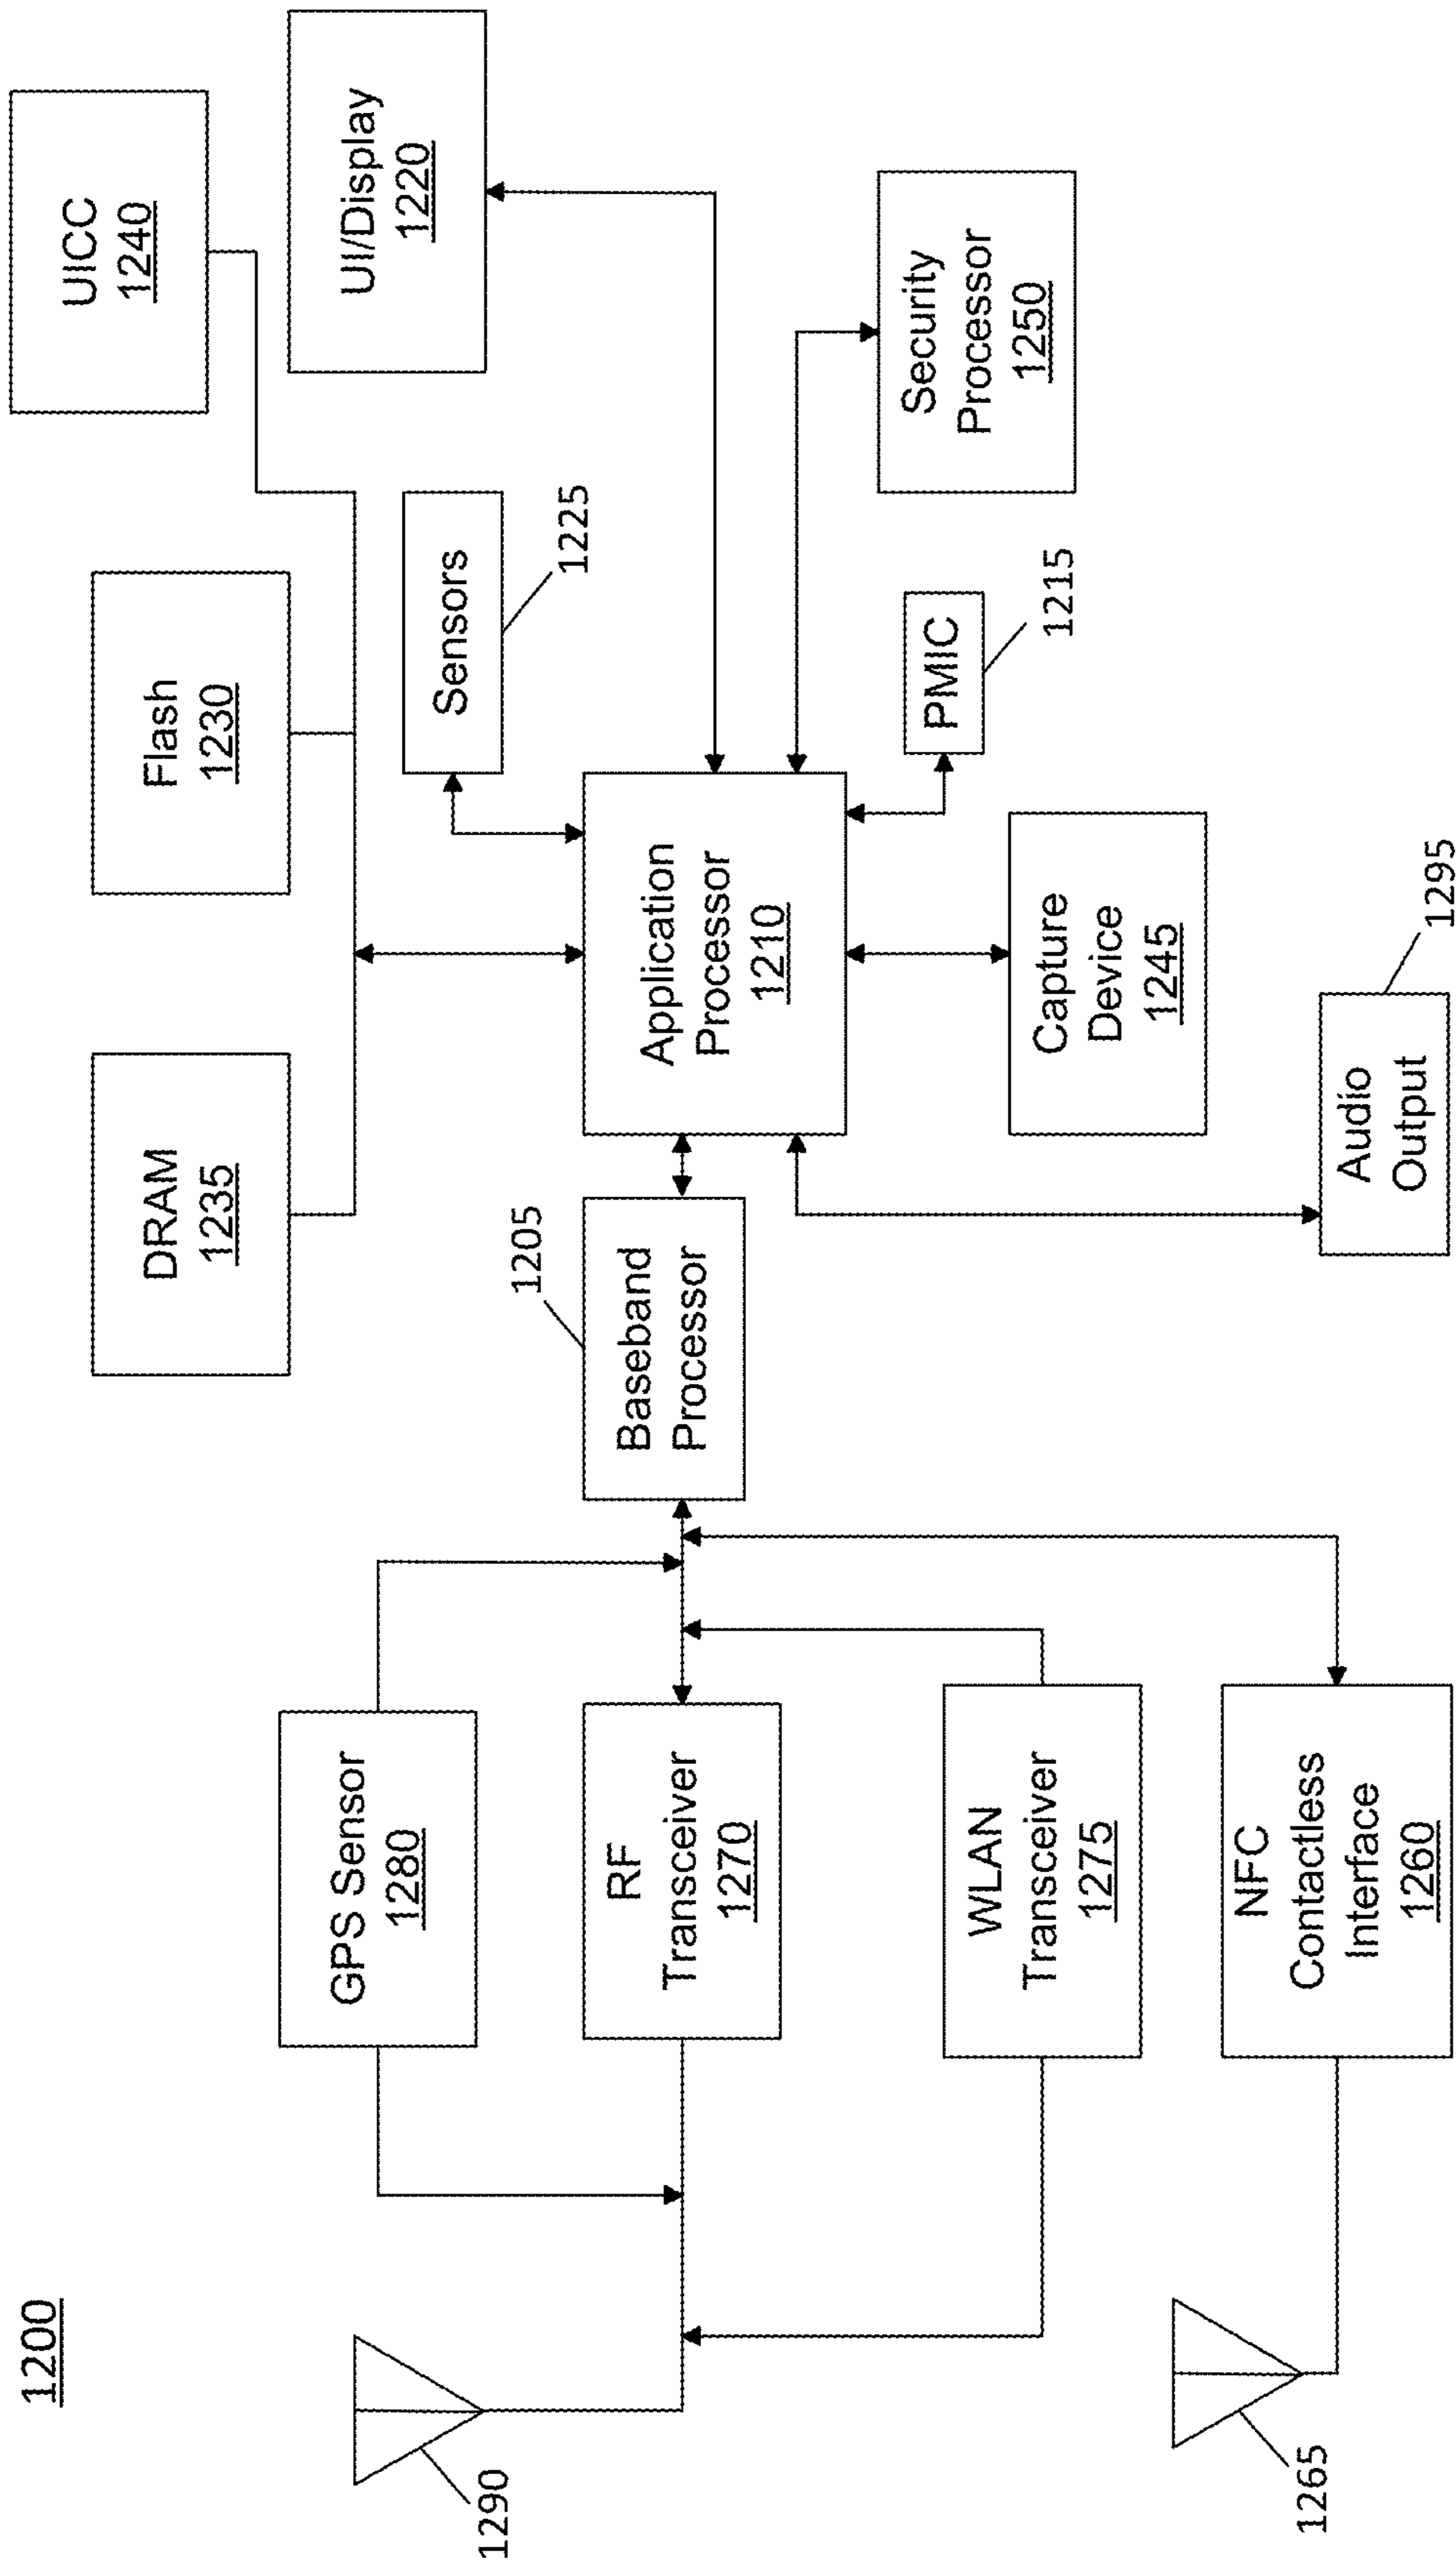 1200
UICC
1240
UI/Display
1220
Flash
1230
DRAM
1235
Sensors
1225
Security
Processor
1250
PMIC
1215
Application
Processor
1210
Capture
Device
1245
Audio
Output
1295
Baseband
Processor
1205
GPS Sensor
1280
RF
Transceiver
1270
WLAN
Transceiver
1275
NFC
Contactless
Interface
1260
1290
1265